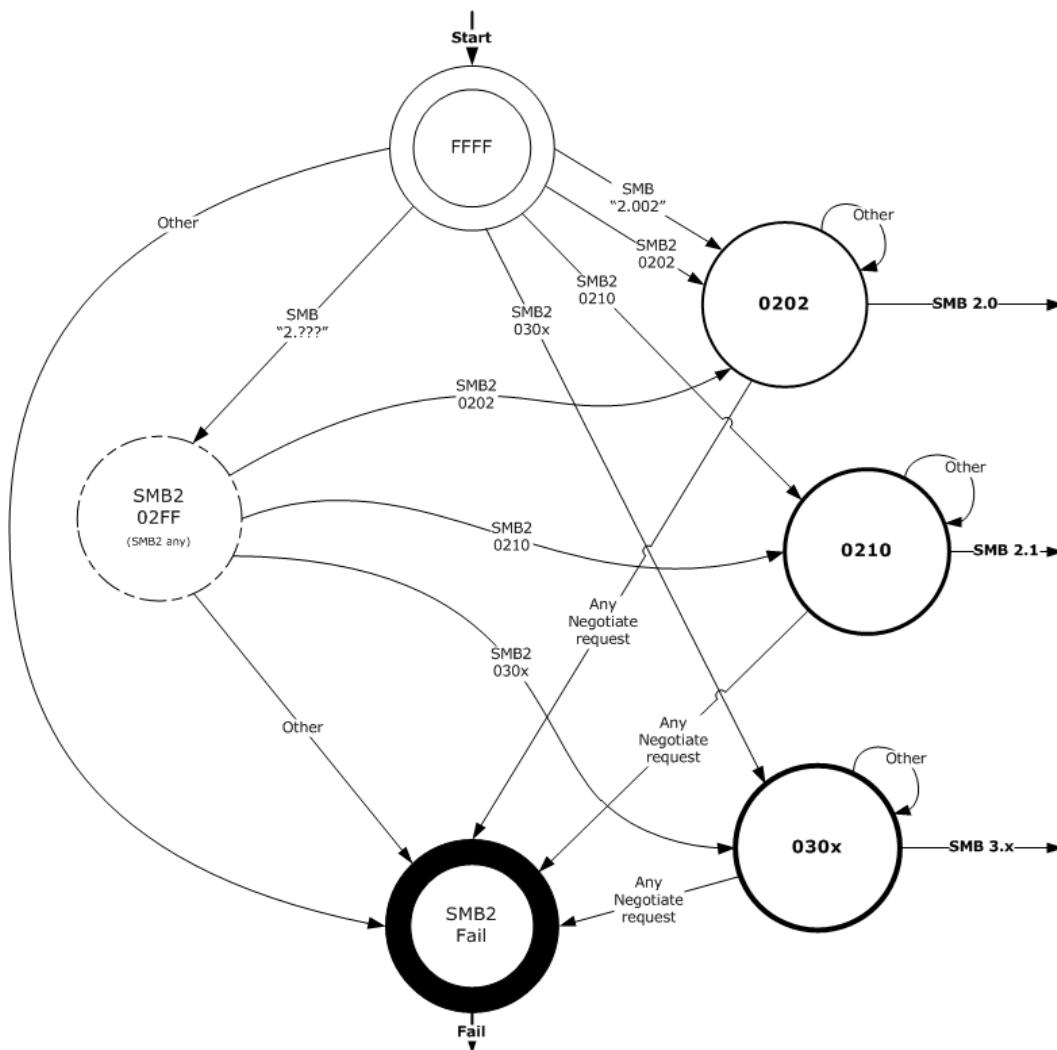 Start
FFFF
SMB
“2.002”
SMB2
0202
SMB2
0210
SMB2
030x
Other
SMB
“2.???”
Other
0202
SMB 2.0
SMB2
0202
SMB2
02FF
(SMB2 any)
SMB2
0210
Other
0210
SMB 2.1
Any
Negotiate
request
SMB2
030x
Other
Any
Negotiate
request
Other
030x
SMB 3.x
Any
Negotiate
request
SMB2
Fail
Fail